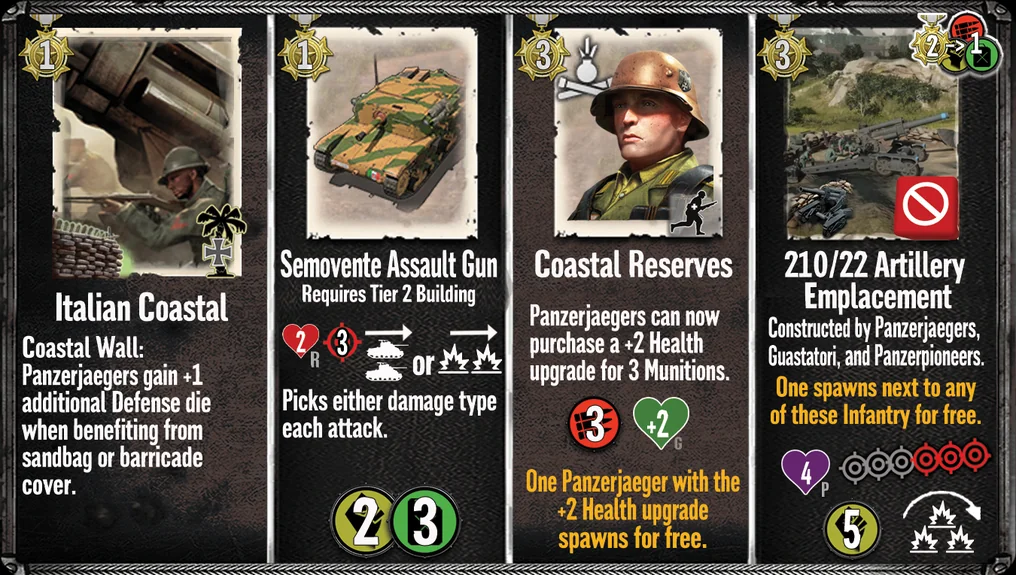 1
Italian Coastal
Coastal Wall:
Panzerjaegers gain +1
additional Defense die
when benefiting from
sandbag or barricade
cover.
1
Semovente Assault Gun
Requires Tier 2 Building
2 R 3
or
Picks either damage type
each attack.
2 3
3
Coastal Reserves
Panzerjaegers can now
purchase a +2 Health
upgrade for 3 Munitions.
3 +2 G
One Panzerjaeger with the
+2 Health upgrade
spawns for free.
3
2 -> 1
210/22 Artillery
Emplacement
Constructed by Panzerjaegers,
Guastatori, and Panzerpioneers.
One spawns next to any
of these Infantry for free.
4 P
5